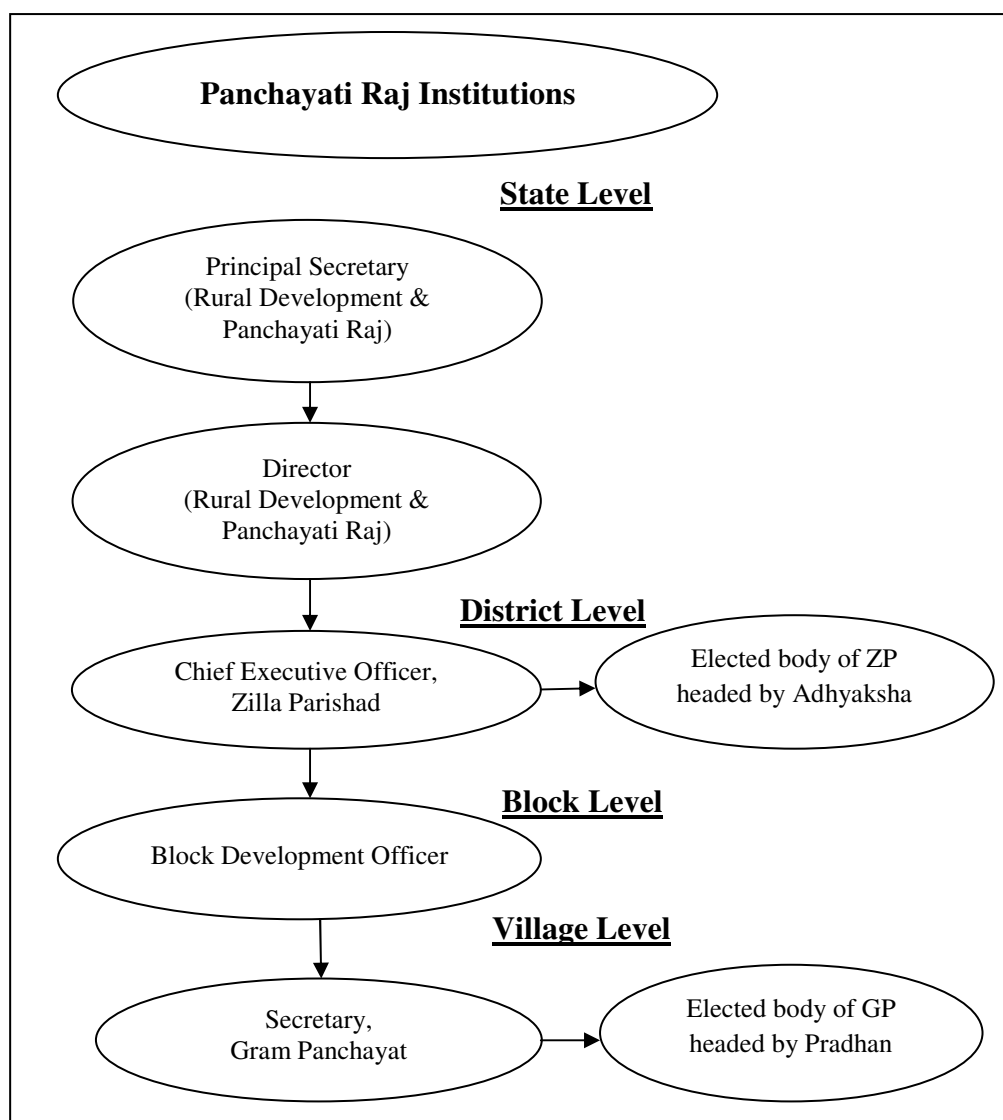 Panchayati Raj Institutions
State Level
Principal Secretary
(Rural Development &
Panchayati Raj)
Director
(Rural Development &
Panchayati Raj)
District Level
Chief Executive Officer,
Zilla Parishad
Elected body of ZP
headed by Adhyaksha
Block Level
Block Development Officer
Village Level
Secretary,
Gram Panchayat
Elected body of GP
headed by Pradhan